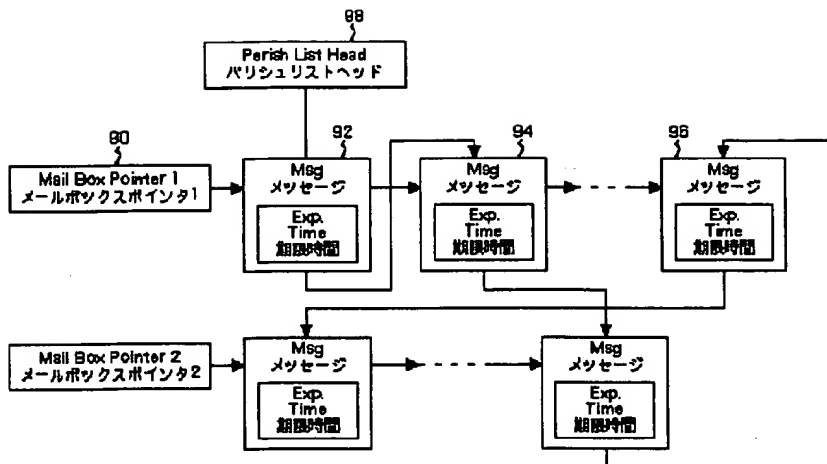 98
Perish List Head
パリシュリストヘッド
90
Mail Box Pointer 1
メールボックスポインタ1
92
Msg
メッセージ
Exp.
Time
期限時間
94
Msg
メッセージ
Exp.
Time
期限時間
96
Msg
メッセージ
Exp.
Time
期限時間
Mail Box Pointer 2
メールボックスポインタ2
Msg
メッセージ
Exp.
Time
期限時間
Msg
メッセージ
Exp.
Time
期限時間